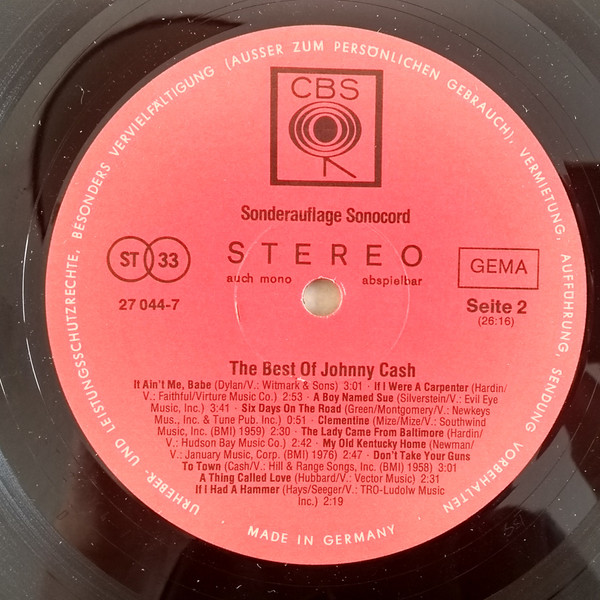 URHEBER- UND LEISTUNGSSCHUTZRECHTE, BESONDERS VERVIELFÄLTIGUNG (AUSSER ZUM PERSÖNLICHEN GEBRAUCH), VERMIETUNG, AUFFÜHRUNG, SENDUNG VORBEHALTEN
CBS
Sonderauflage Sonocord
STEREO
auch mono abspielbar
ST 33
GEMA
27 044-7
Seite 2
(26:16)
The Best Of Johnny Cash
It Ain't Me, Babe (Dylan/V.: Witmark & Sons) 3:01 · If I Were A Carpenter (Hardin/
V.: Faithful/Virture Music Co.) 2:53 · A Boy Named Sue (Silverstein/V.: Evil Eye
Music, Inc.) 3:41 · Six Days On The Road (Green/Montgomery/V.: Newkeys
Mus., Inc. & Tune Pub. Inc.) 0:51 · Clementine (Mize/Mize/V.: Southwind
Music, Inc. (BMI) 1959) 2:30 · The Lady Came From Baltimore (Hardin/
V.: Hudson Bay Music Co.) 2:42 · My Old Kentucky Home (Newman/
V.: January Music, Corp. (BMI) 1976) 2:47 · Don't Take Your Guns
To Town (Cash/V.: Hill & Range Songs, Inc. (BMI) 1958) 3:01
A Thing Called Love (Hubbard/V.: Vector Music) 2:31
If I Had A Hammer (Hays/Seeger/V.: TRO-Ludolw Music
Inc.) 2:19
MADE IN GERMANY